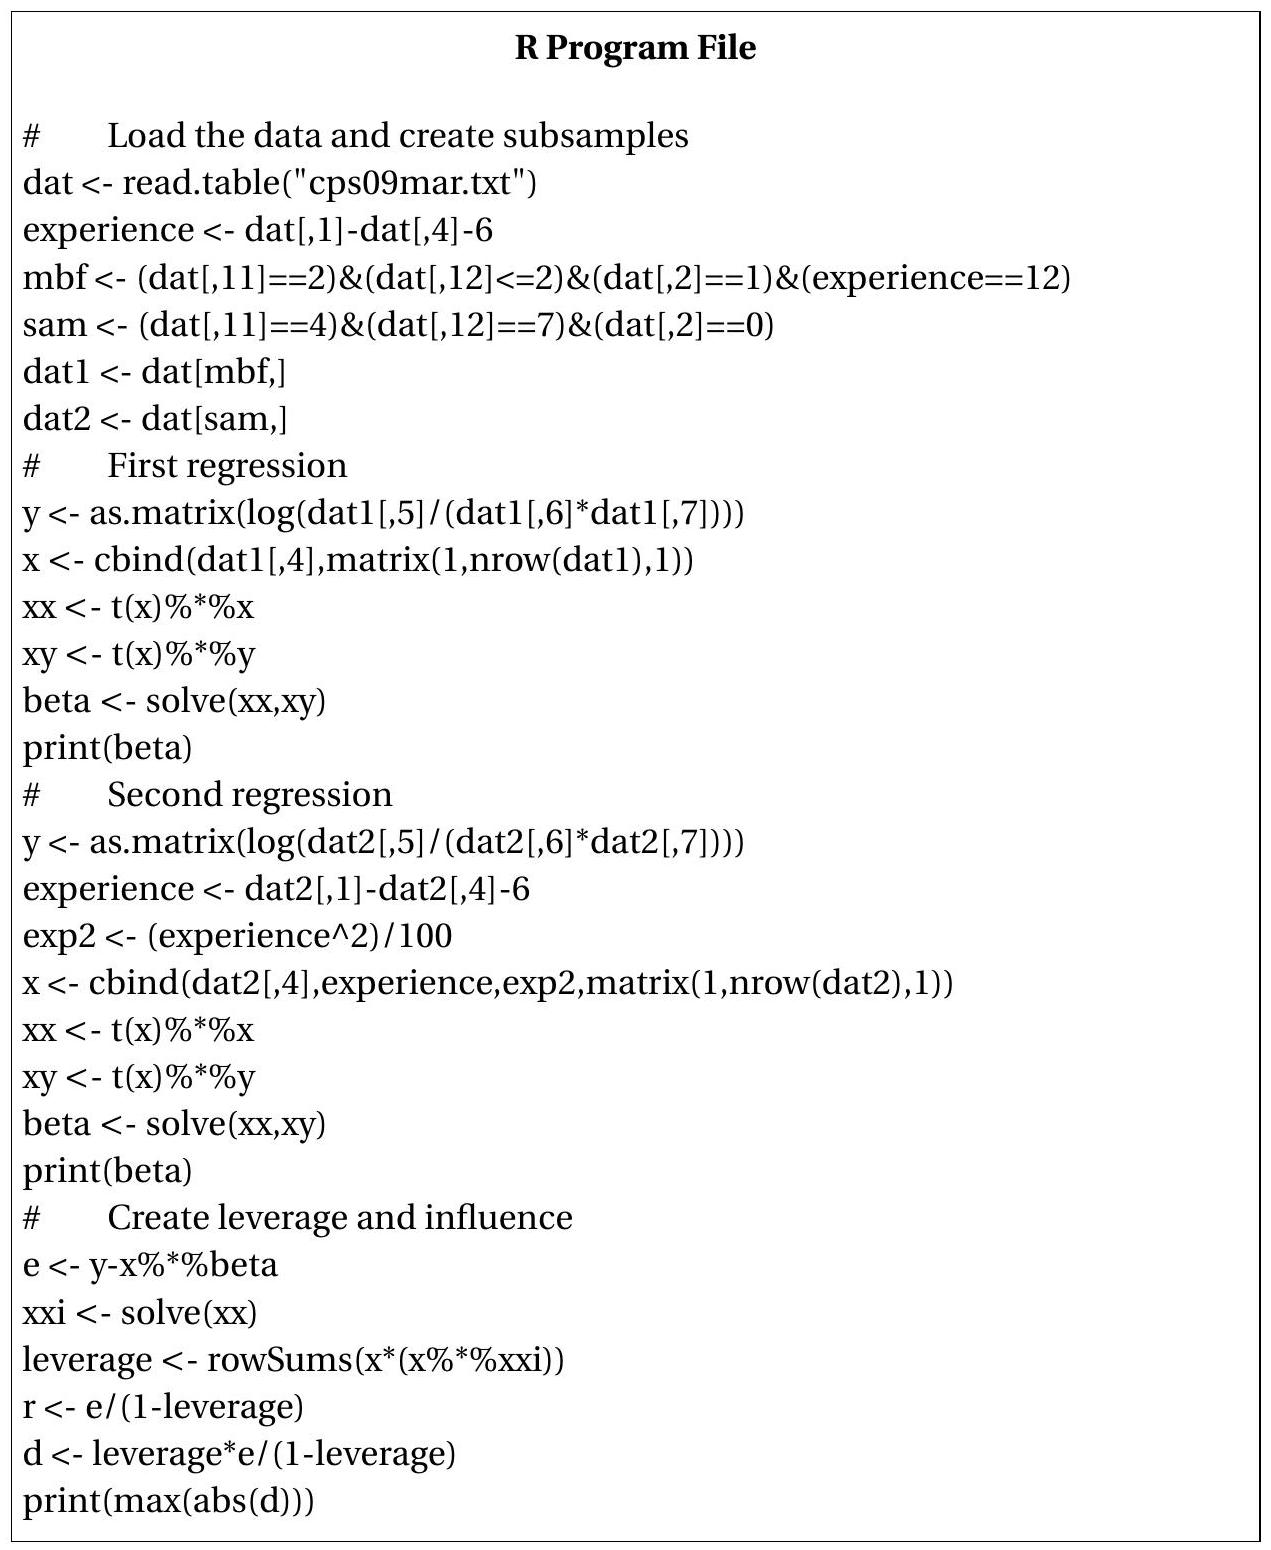 R Program File
# Load the data and create subsamples
dat <- read.table("cps09mar.txt")
experience <- dat[,1]-dat[,4]-6
mbf <- (dat[,11]==2)&(dat[,12]<=2)&(dat[,2]==1)&(experience==12)
sam <- (dat[,11]==4)&(dat[,12]==7)&(dat[,2]==0)
dat1 <- dat[mbf,]
dat2 <- dat[sam,]
# First regression
y <- as.matrix(log(dat1[,5]/(dat1[,6]*dat1[,7])))
x <- cbind(dat1[,4],matrix(1,nrow(dat1),1))
xx <- t(x)%*%x
xy <- t(x)%*%y
beta <- solve(xx,xy)
print(beta)
# Second regression
y <- as.matrix(log(dat2[,5]/(dat2[,6]*dat2[,7])))
experience <- dat2[,1]-dat2[,4]-6
exp2 <- (experience^2)/100
x <- cbind(dat2[,4],experience,exp2,matrix(1,nrow(dat2),1))
xx <- t(x)%*%x
xy <- t(x)%*%y
beta <- solve(xx,xy)
print(beta)
# Create leverage and influence
e <- y-x%*%beta
xxi <- solve(xx)
leverage <- rowSums(x*(x%*%xxi))
r <- e/(1-leverage)
d <- leverage*e/(1-leverage)
print(max(abs(d)))